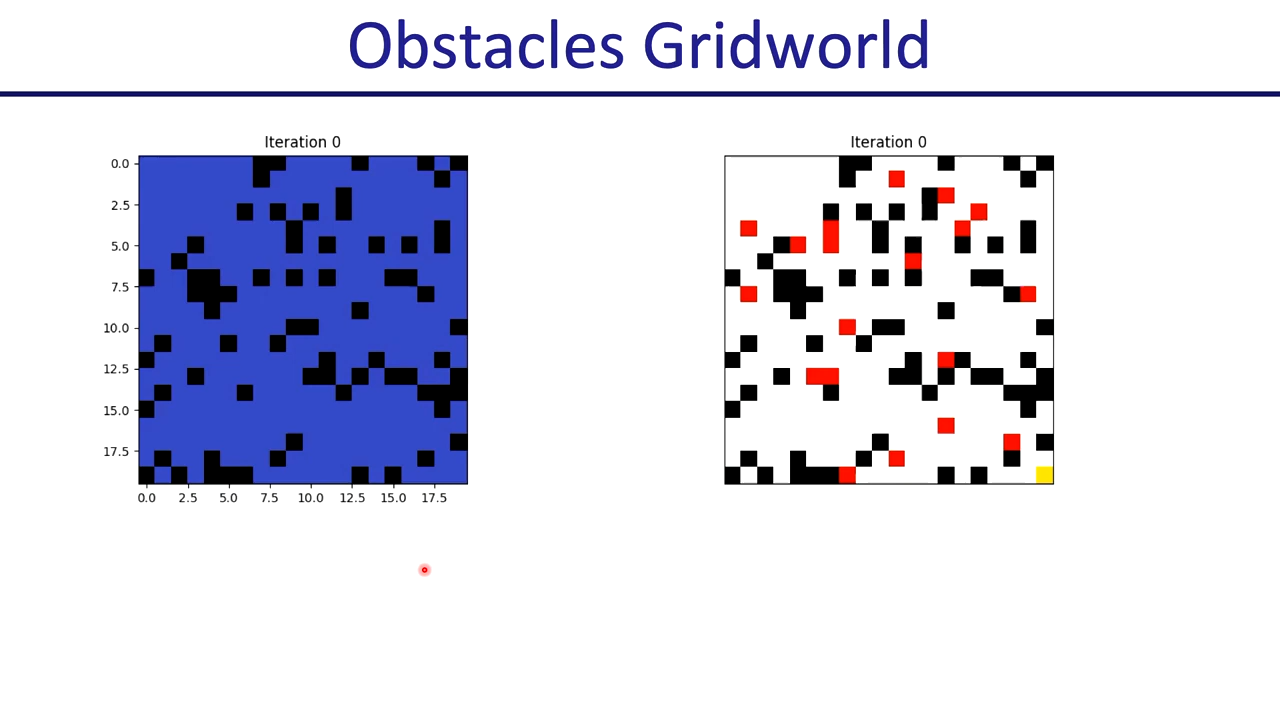 Obstacles Gridworld
Iteration 0
Iteration 0
0.0
2.5
5.0
7.5
10.0
12.5
15.0
17.5
0.0 2.5 5.0 7.5 10.0 12.5 15.0 17.5